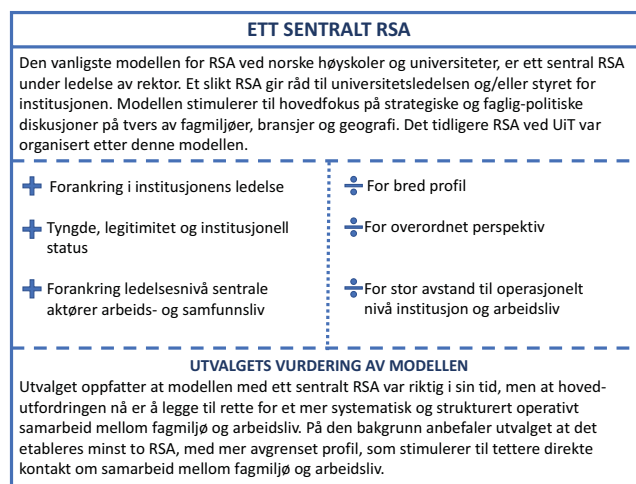 ETT SENTRALT RSA
Den vanligste modellen for RSA ved norske høyskoler og universiteter, er ett sentral RSA
under ledelse av rektor. Et slikt RSA gir råd til universitetsledelsen og/eller styret for
institusjonen. Modellen stimulerer til hovedfokus på strategiske og faglig-politiske
diskusjoner på tvers av fagmiljøer, bransjer og geografi. Det tidligere RSA ved UiT var
organisert etter denne modellen.
Forankring i institusjonens ledelse
Tyngde, legitimitet og institusjonell
status
Forankring ledelsesnivå sentrale
aktører arbeids- og samfunnsliv
For bred profil
For overordnet perspektiv
For stor avstand til operasjonelt
nivå institusjon og arbeidsliv
UTVALGETS VURDERING AV MODELLEN
Utvalget oppfatter at modellen med ett sentralt RSA var riktig i sin tid, men at hoved-
utfordringen nå er å legge til rette for et mer systematisk og strukturert operativt
samarbeid mellom fagmiljø og arbeidsliv. På den bakgrunn anbefaler utvalget at det
etableres minst to RSA, med mer avgrenset profil, som stimulerer til tettere direkte
kontakt om samarbeid mellom fagmiljø og arbeidsliv.